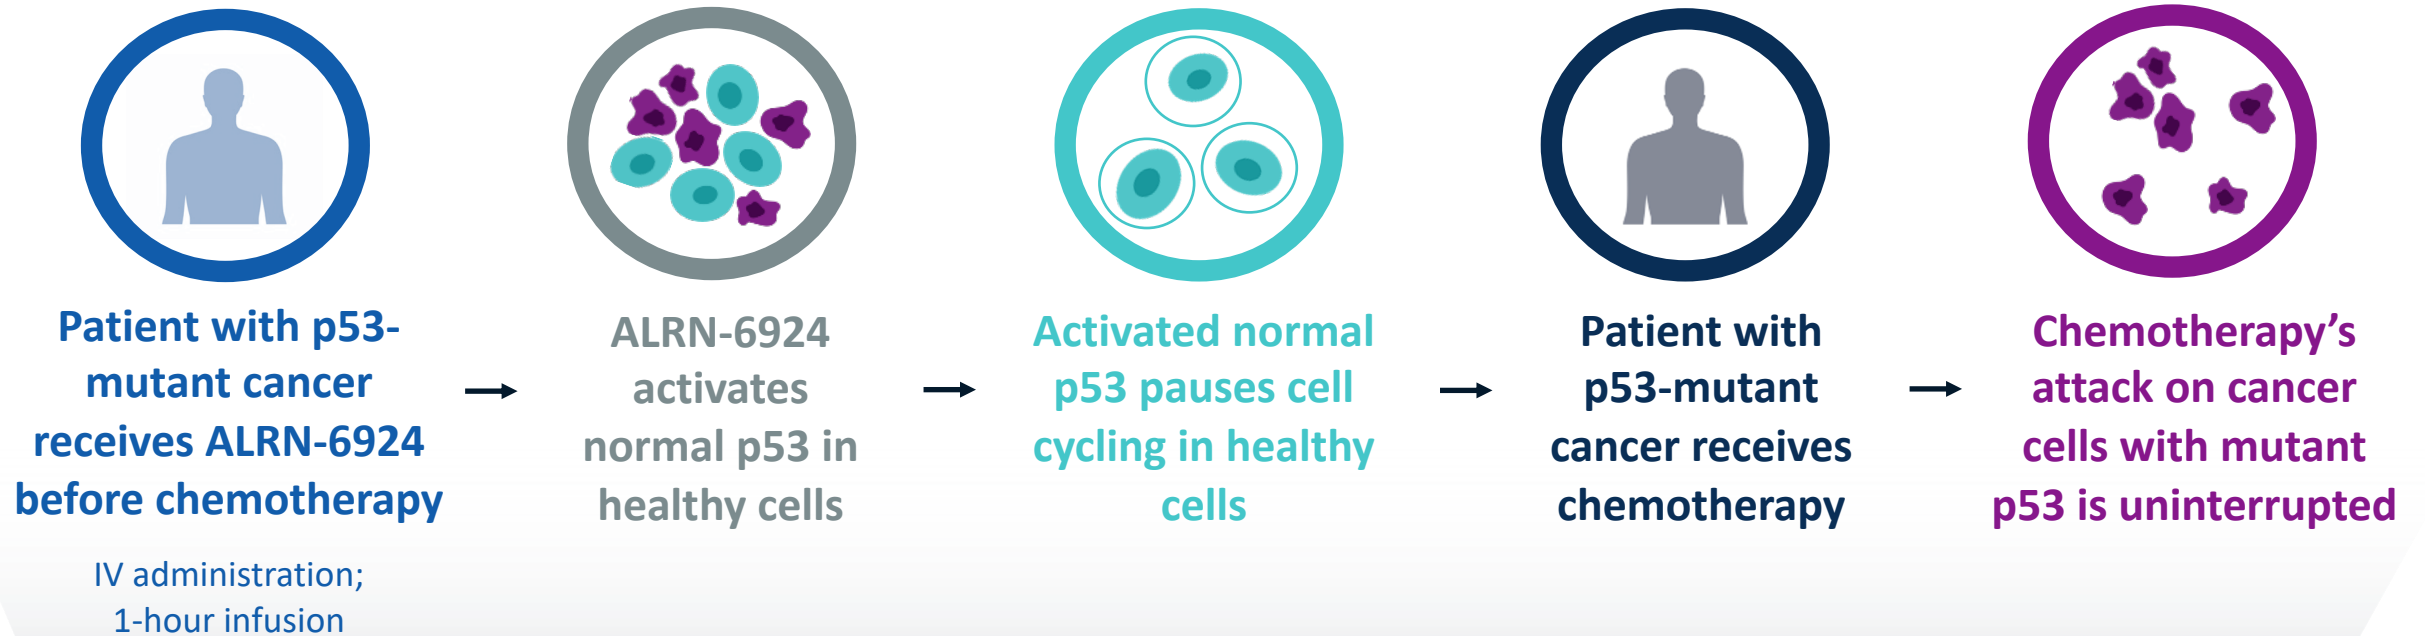 Patient with p53-
mutant cancer
receives ALRN-6924
before chemotherapy
IV administration;
1-hour infusion
ALRN-6924
activates
normal p53 in
healthy cells
Activated normal
p53 pauses cell
cycling in healthy
cells
Patient with
p53-mutant
cancer receives
chemotherapy
Chemotherapy’s
attack on cancer
cells with mutant
p53 is uninterrupted